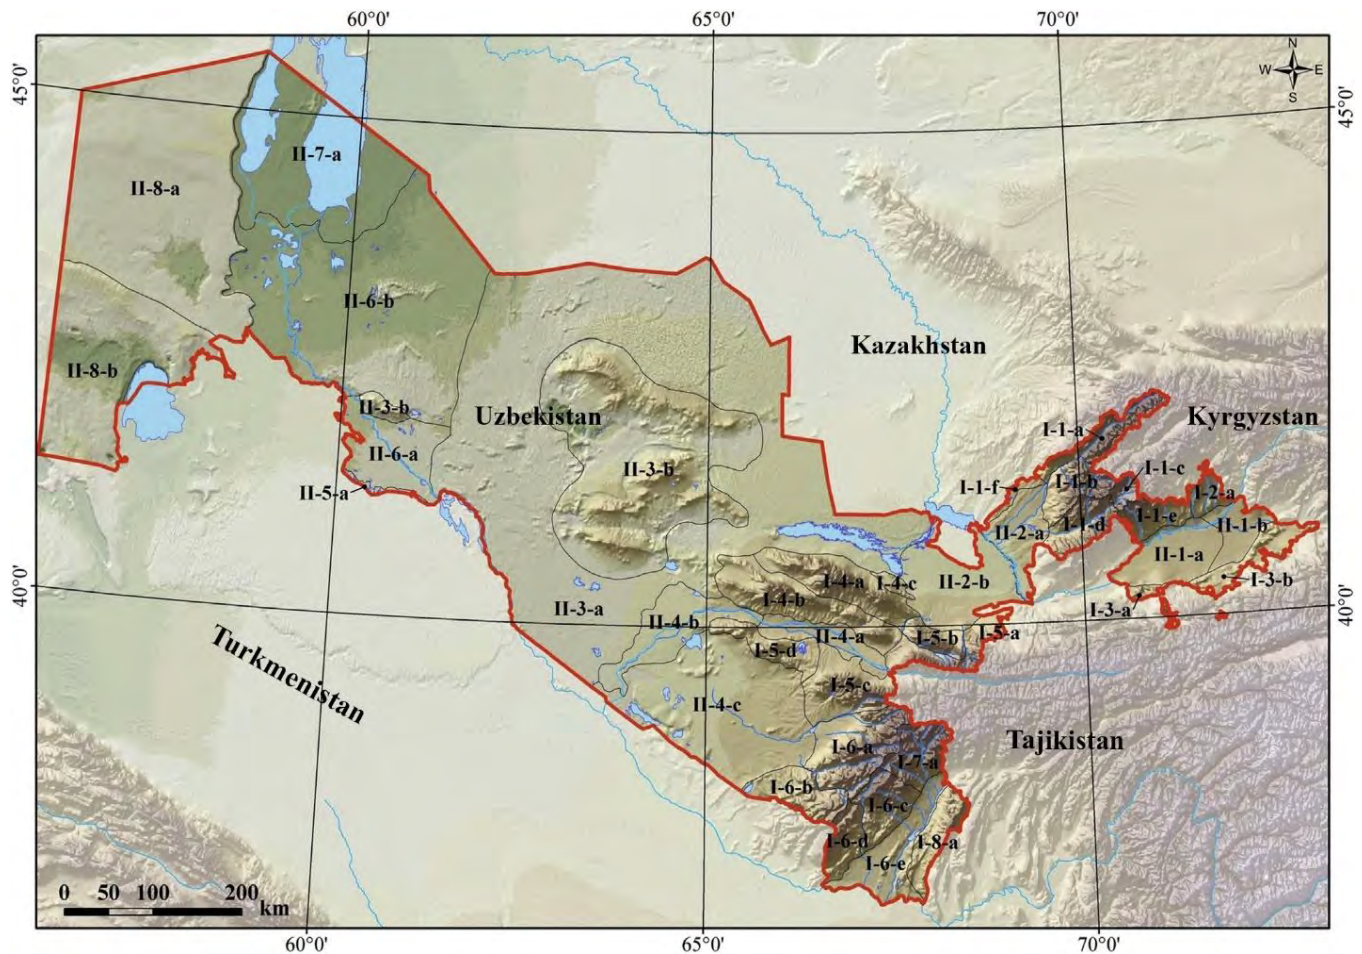 60°0'
65°0'
70°0'
N
W
E
S
45°0'
45°0'
II-7-a
II-8-a
II-6-b
Kazakhstan
II-8-b
II-3-b
Uzbekistan
Kyrgyzstan
I-1-a
II-6-a
I-1-c
II-3-b
I-1-b
I-1-f
II-5-a
I-2-a
I-1-e
I-1-d
II-1-b
II-2-a
II-1-a
40°0'
I-4-a
I-4-c
II-2-b
I-3-b
I-4-b
II-3-a
I-3-a
40°0'
II-4-b
II-4-a
I-5-b
I-5-a
I-5-d
Turkmenistan
I-5-c
II-4-c
I-6-a
Tajikistan
I-7-a
I-6-b
I-6-c
I-6-d
I-8-a
I-6-e
0 50 100 200
km
60°0'
65°0'
70°0'